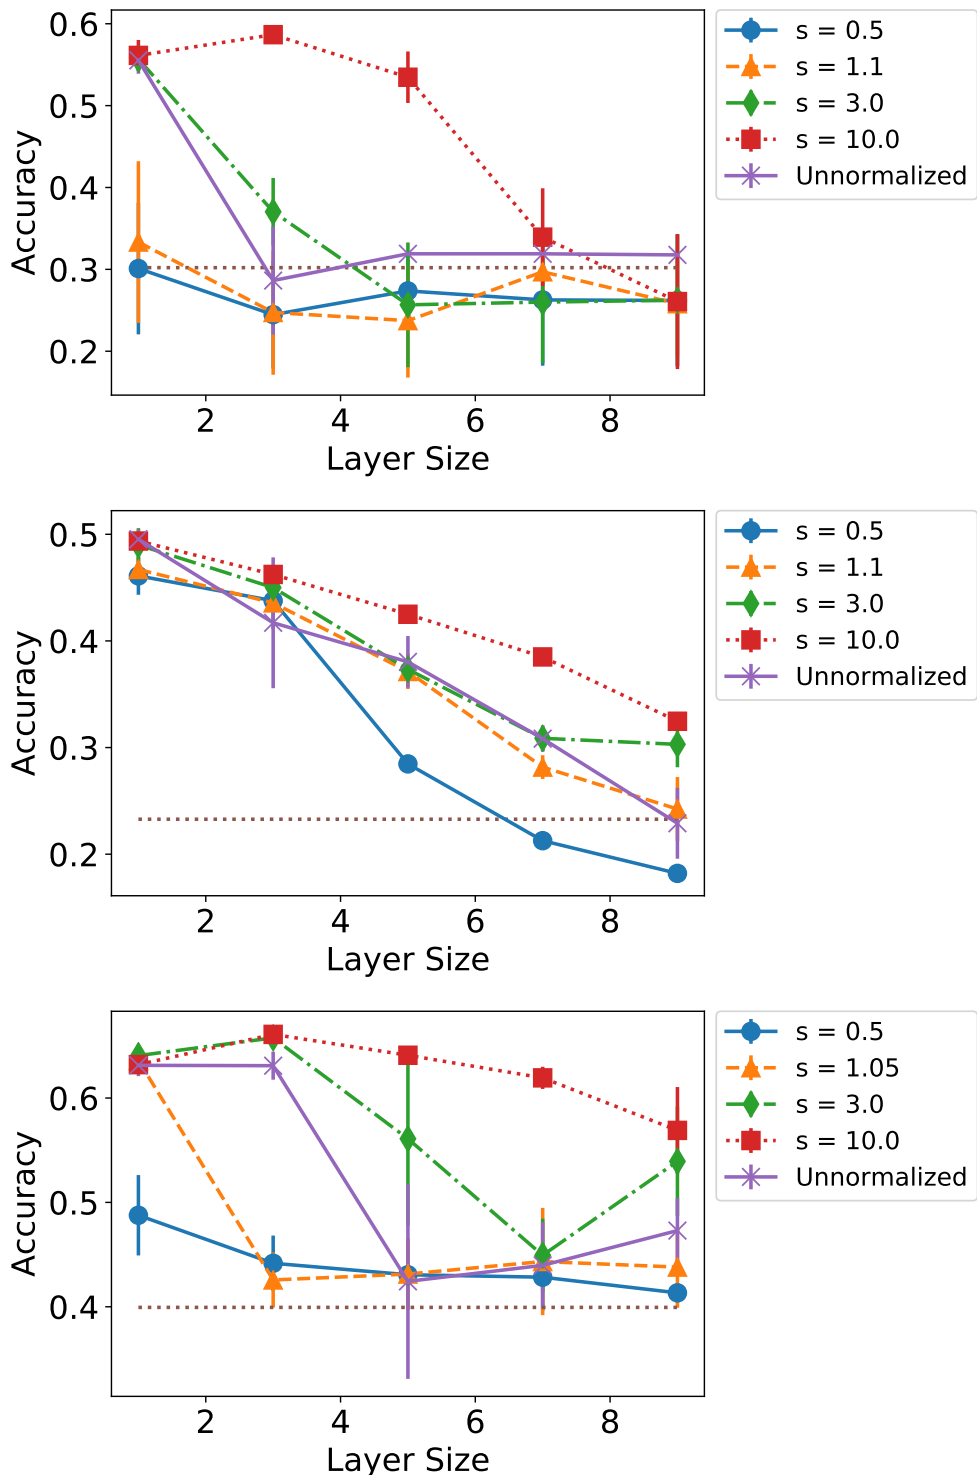 0.6
0.5
0.4
0.3
0.2
Accuracy
2 4 6 8
Layer Size
s = 0.5
s = 1.1
s = 3.0
s = 10.0
Unnormalized
0.5
0.4
0.3
0.2
Accuracy
2 4 6 8
Layer Size
s = 0.5
s = 1.1
s = 3.0
s = 10.0
Unnormalized
0.6
0.5
0.4
Accuracy
2 4 6 8
Layer Size
s = 0.5
s = 1.05
s = 3.0
s = 10.0
Unnormalized